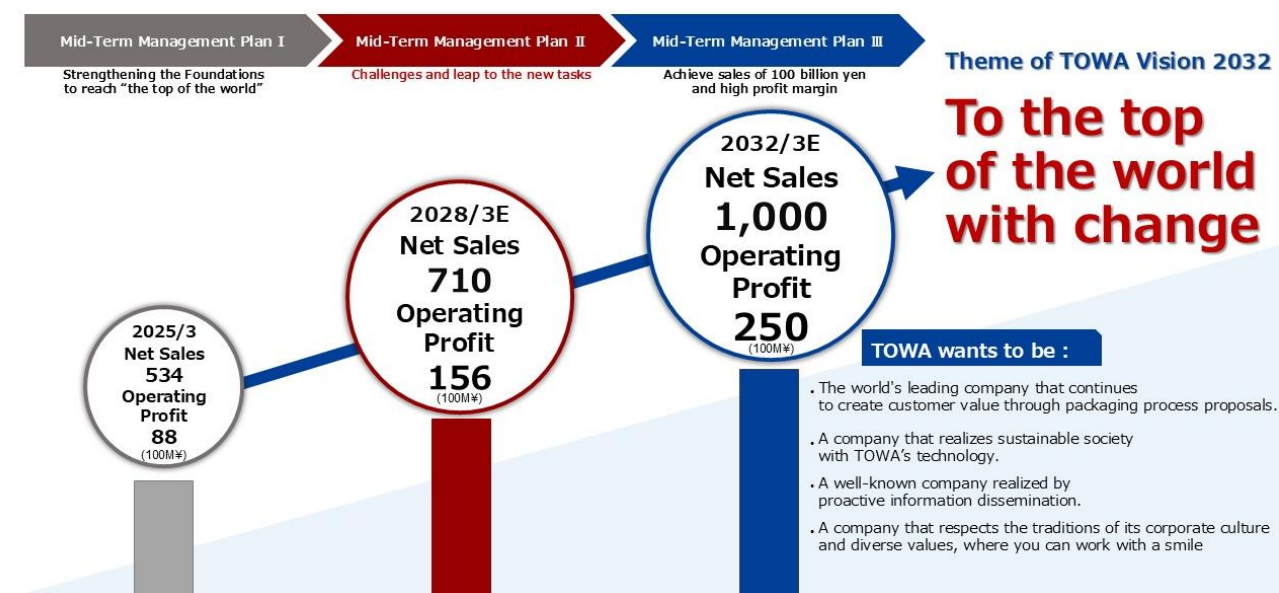 Mid-Term Management Plan Ⅰ
Strengthening the Foundations
to reach “the top of the world”
Mid-Term Management Plan Ⅱ
Challenges and leap to the new tasks
Mid-Term Management Plan Ⅲ
Achieve sales of 100 billion yen
and high profit margin
Theme of TOWA Vision 2032
To the top
of the world
with change
2025/3
Net Sales
534
Operating
Profit
88
(100M¥)
2028/3E
Net Sales
710
Operating
Profit
156
(100M¥)
2032/3E
Net Sales
1,000
Operating
Profit
250
(100M¥)
TOWA wants to be :
. The world's leading company that continues
to create customer value through packaging process proposals.
. A company that realizes sustainable society
with TOWA’s technology.
. A well-known company realized by
proactive information dissemination.
. A company that respects the traditions of its corporate culture
and diverse values, where you can work with a smile